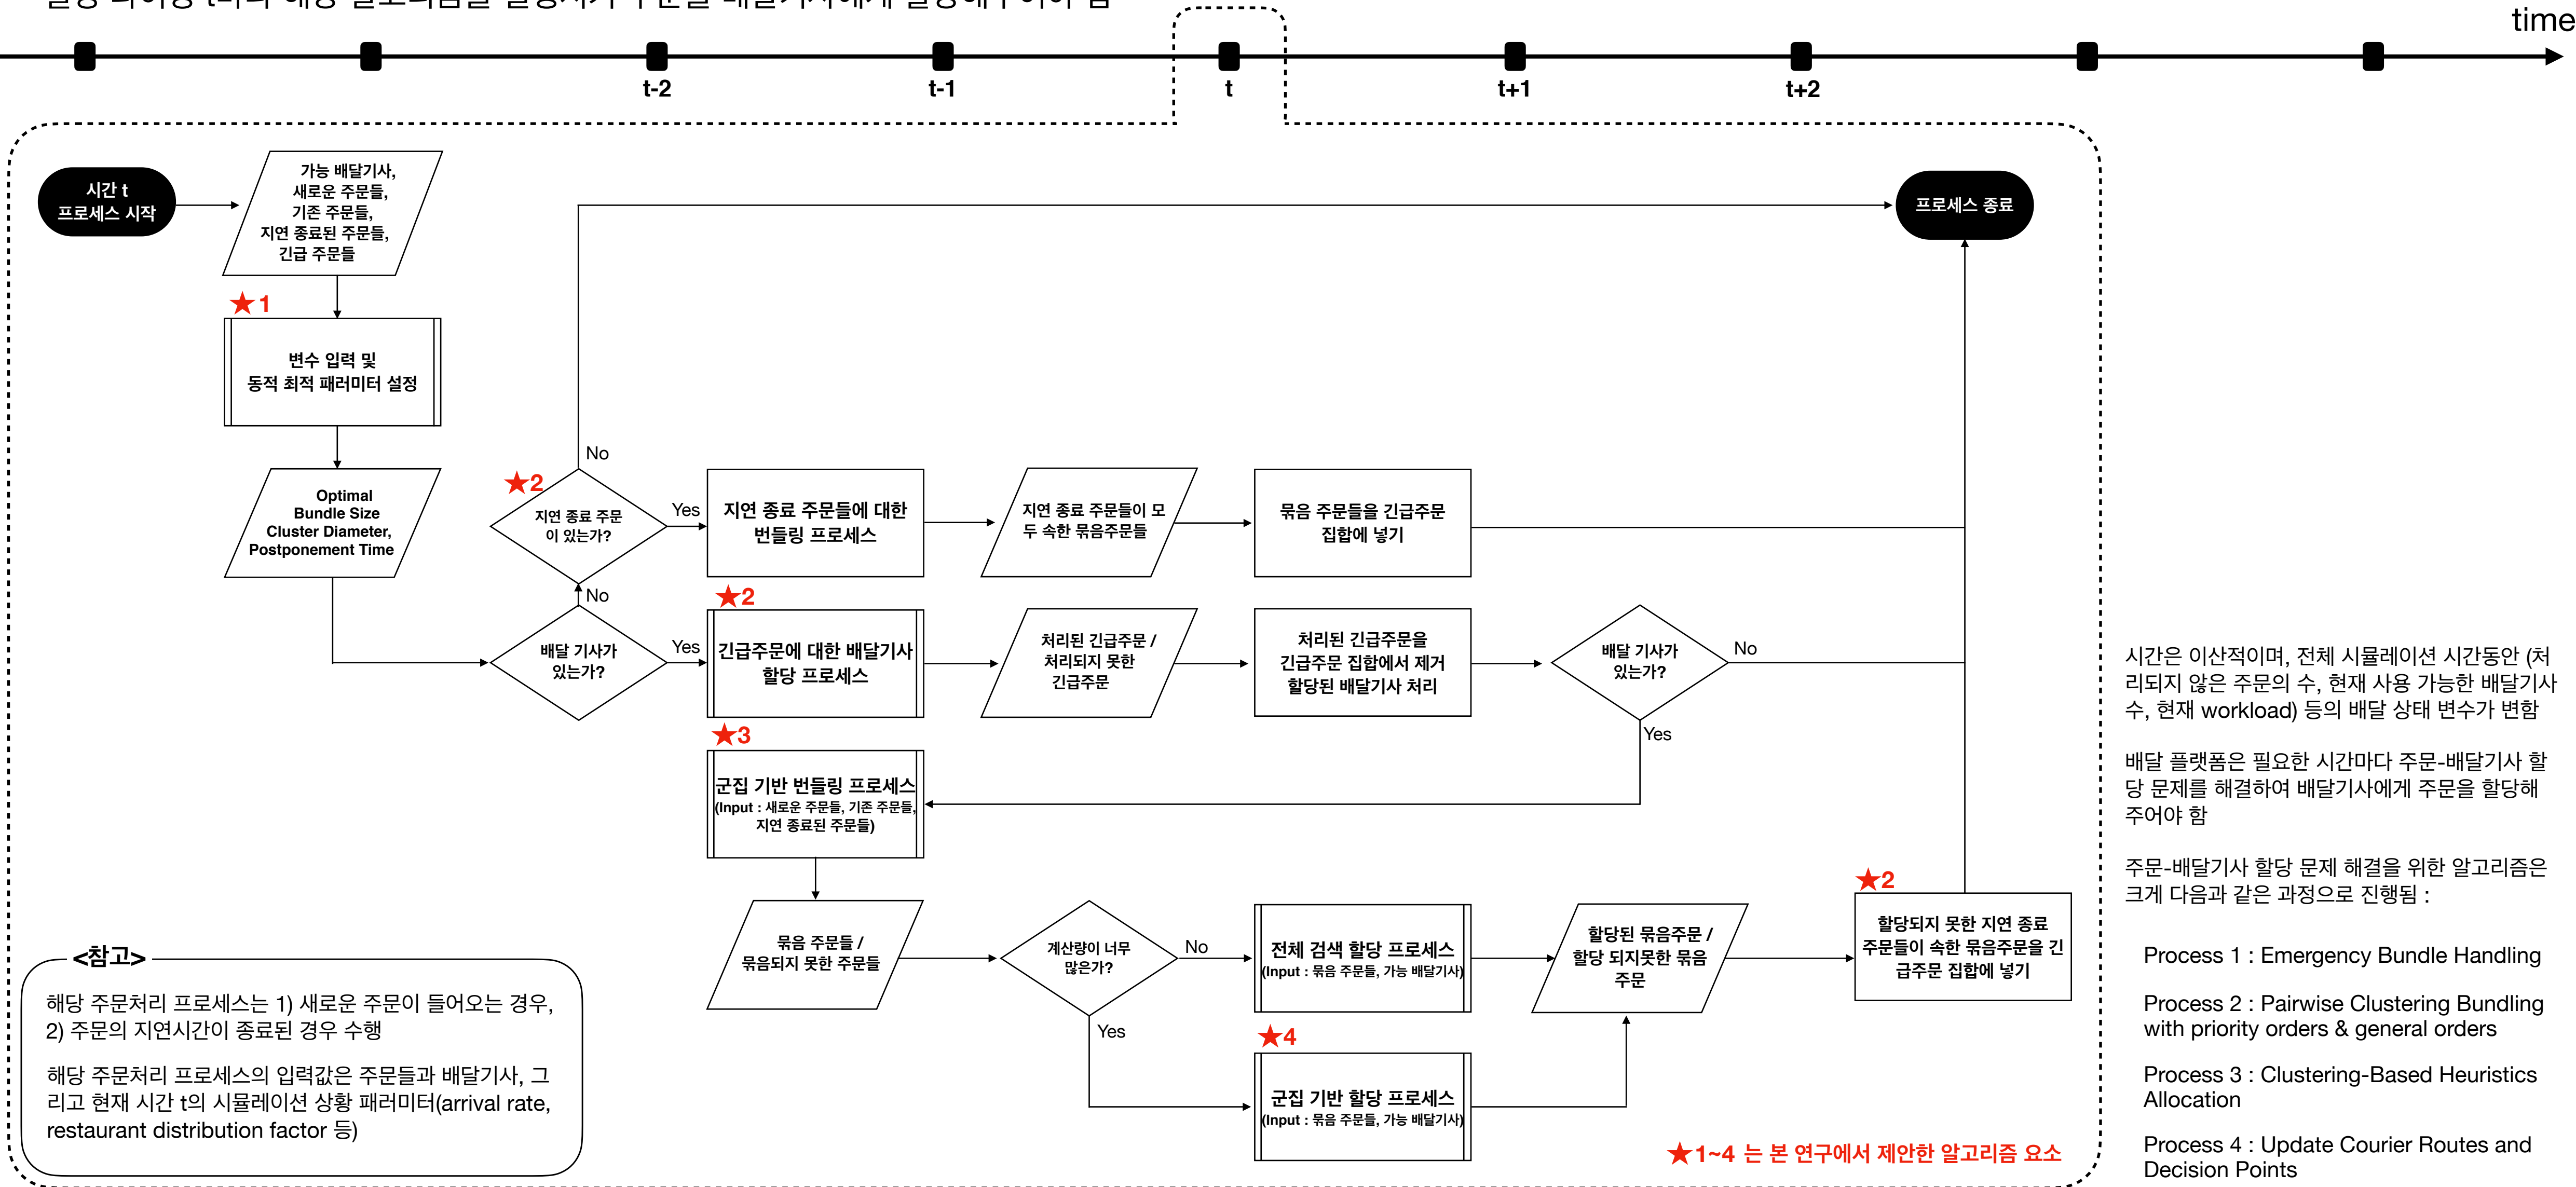 time
t-2
t-1
t
t+1
t+2
시간 t
프로세스 시작
가능 배달기사,
새로운 주문들,
기존 주문들,
지연 종료된 주문들,
긴급 주문들
프로세스 종료
★1
변수 입력 및
동적 최적 패러미터 설정
Optimal
Bundle Size
Cluster Diameter,
Postponement Time
No
★2
지연 종료 주문
이 있는가?
Yes
지연 종료 주문들에 대한
번들링 프로세스
지연 종료 주문들이 모
두 속한 묶음주문들
묶음 주문들을 긴급주문
집합에 넣기
No
배달 기사가
있는가?
Yes
★2
긴급주문에 대한 배달기사
할당 프로세스
처리된 긴급주문 /
처리되지 못한
긴급주문
처리된 긴급주문을
긴급주문 집합에서 제거
할당된 배달기사 처리
배달 기사가
있는가?
No
Yes
★3
군집 기반 번들링 프로세스
(Input : 새로운 주문들, 기존 주문들,
지연 종료된 주문들)
묶음 주문들 /
묶음되지 못한 주문들
계산량이 너무
많은가?
No
전체 검색 할당 프로세스
(Input : 묶음 주문들, 가능 배달기사)
Yes
★4
군집 기반 할당 프로세스
(Input : 묶음 주문들, 가능 배달기사)
할당된 묶음주문 /
할당 되지못한 묶음
주문
★2
할당되지 못한 지연 종료
주문들이 속한 묶음주문을 긴
급주문 집합에 넣기
★1~4 는 본 연구에서 제안한 알고리즘 요소
<참고>
해당 주문처리 프로세스는 1) 새로운 주문이 들어오는 경우,
2) 주문의 지연시간이 종료된 경우 수행
해당 주문처리 프로세스의 입력값은 주문들과 배달기사, 그
리고 현재 시간 t의 시뮬레이션 상황 패러미터(arrival rate,
restaurant distribution factor 등)
시간은 이산적이며, 전체 시뮬레이션 시간동안 (처
리되지 않은 주문의 수, 현재 사용 가능한 배달기사
수, 현재 workload) 등의 배달 상태 변수가 변함
배달 플랫폼은 필요한 시간마다 주문-배달기사 할
당 문제를 해결하여 배달기사에게 주문을 할당해
주어야 함
주문-배달기사 할당 문제 해결을 위한 알고리즘은
크게 다음과 같은 과정으로 진행됨 :
Process 1 : Emergency Bundle Handling
Process 2 : Pairwise Clustering Bundling
with priority orders & general orders
Process 3 : Clustering-Based Heuristics
Allocation
Process 4 : Update Courier Routes and
Decision Points